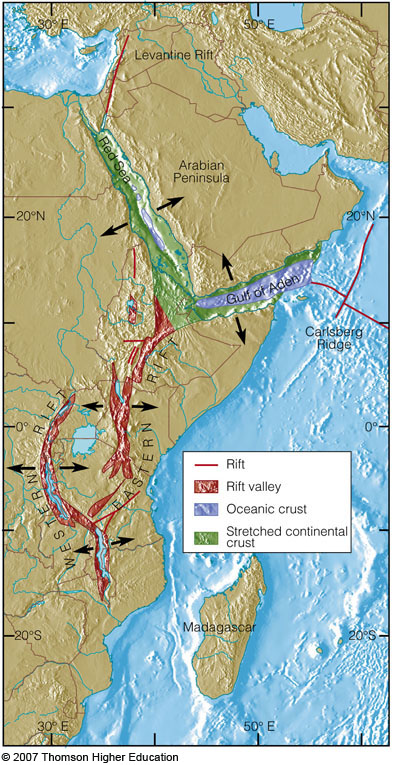 30° E
50° E
Levantine Rift
Red Sea
Arabian
Peninsula
20°N
20°N
Gulf of Aden
Carlsberg
Ridge
EASTERN RIFT
WESTERN RIFT
0°
0°
Rift
Rift valley
Oceanic crust
Stretched continental
crust
Madagascar
20°S
20°S
30° E
50° E
© 2007 Thomson Higher Education